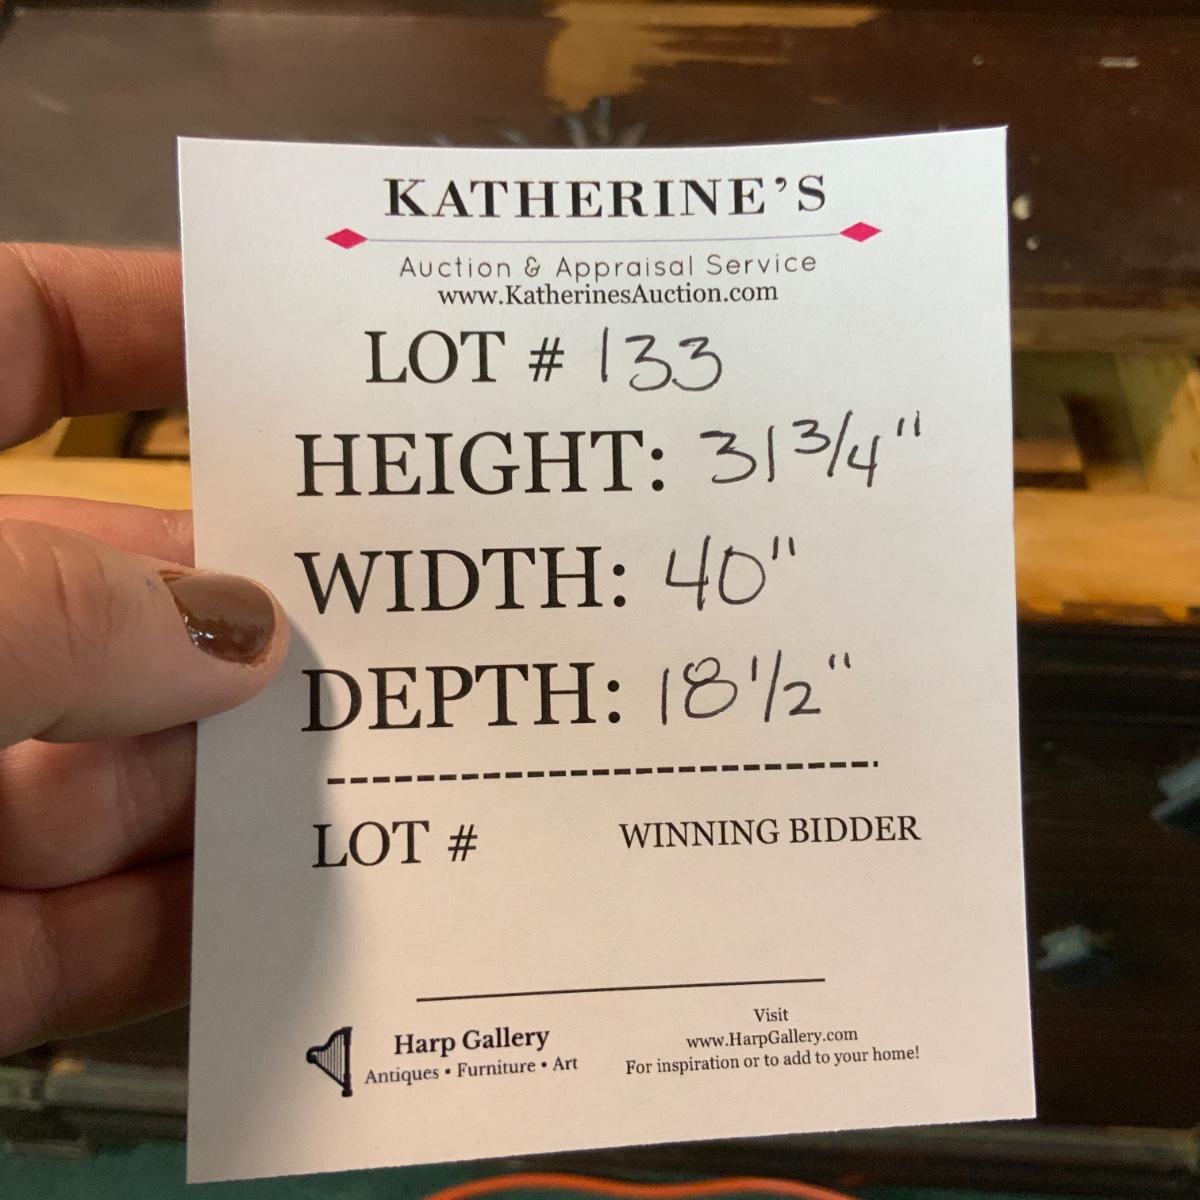 KATHERINE'S
Auction & Appraisal Service
www.KatherinesAuction.com
LOT # 133
HEIGHT: 31 3/4"
WIDTH: 40"
DEPTH: 18 1/2"
LOT # WINNING BIDDER
Harp Gallery
Antiques • Furniture • Art
Visit
www.HarpGallery.com
For inspiration or to add to your home!